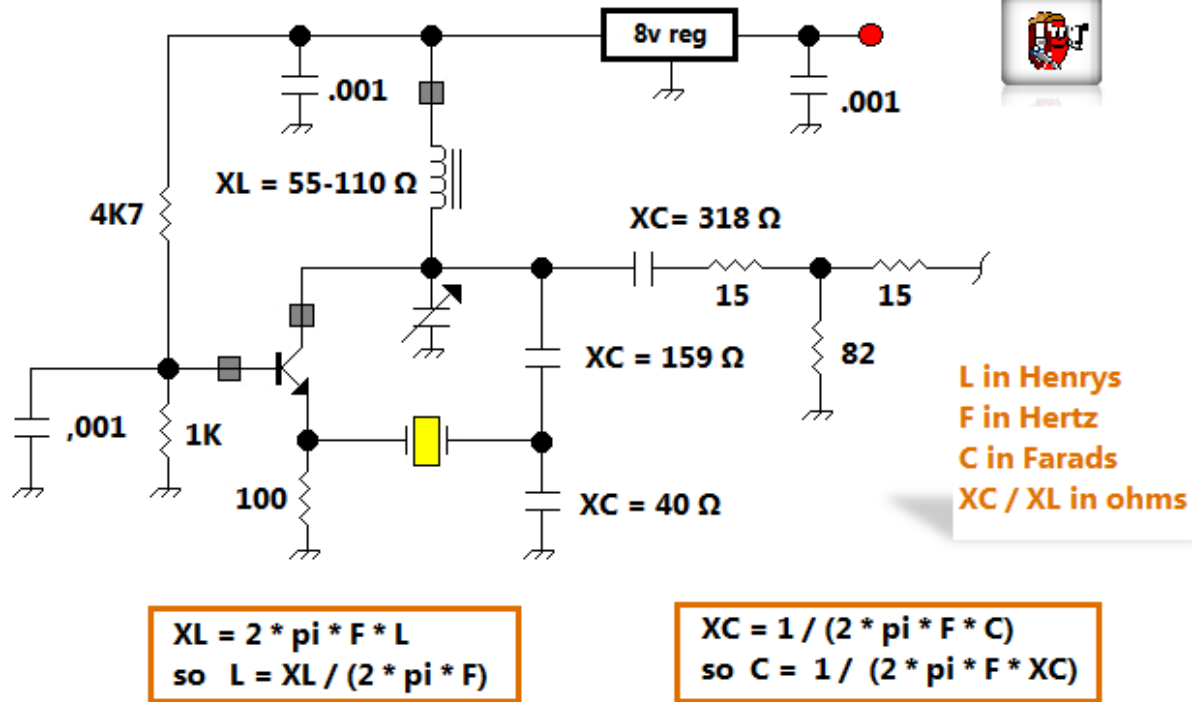 8v reg
.001
.001
XL = 55-110 Ω
4K7
XC= 318 Ω
15
15
XC = 159 Ω
82
,001
1K
100
XC = 40 Ω
L in Henrys
F in Hertz
C in Farads
XC / XL in ohms
XL = 2 * pi * F * L
so L = XL / (2 * pi * F)
XC = 1 / (2 * pi * F * C)
so C = 1 / (2 * pi * F * XC)